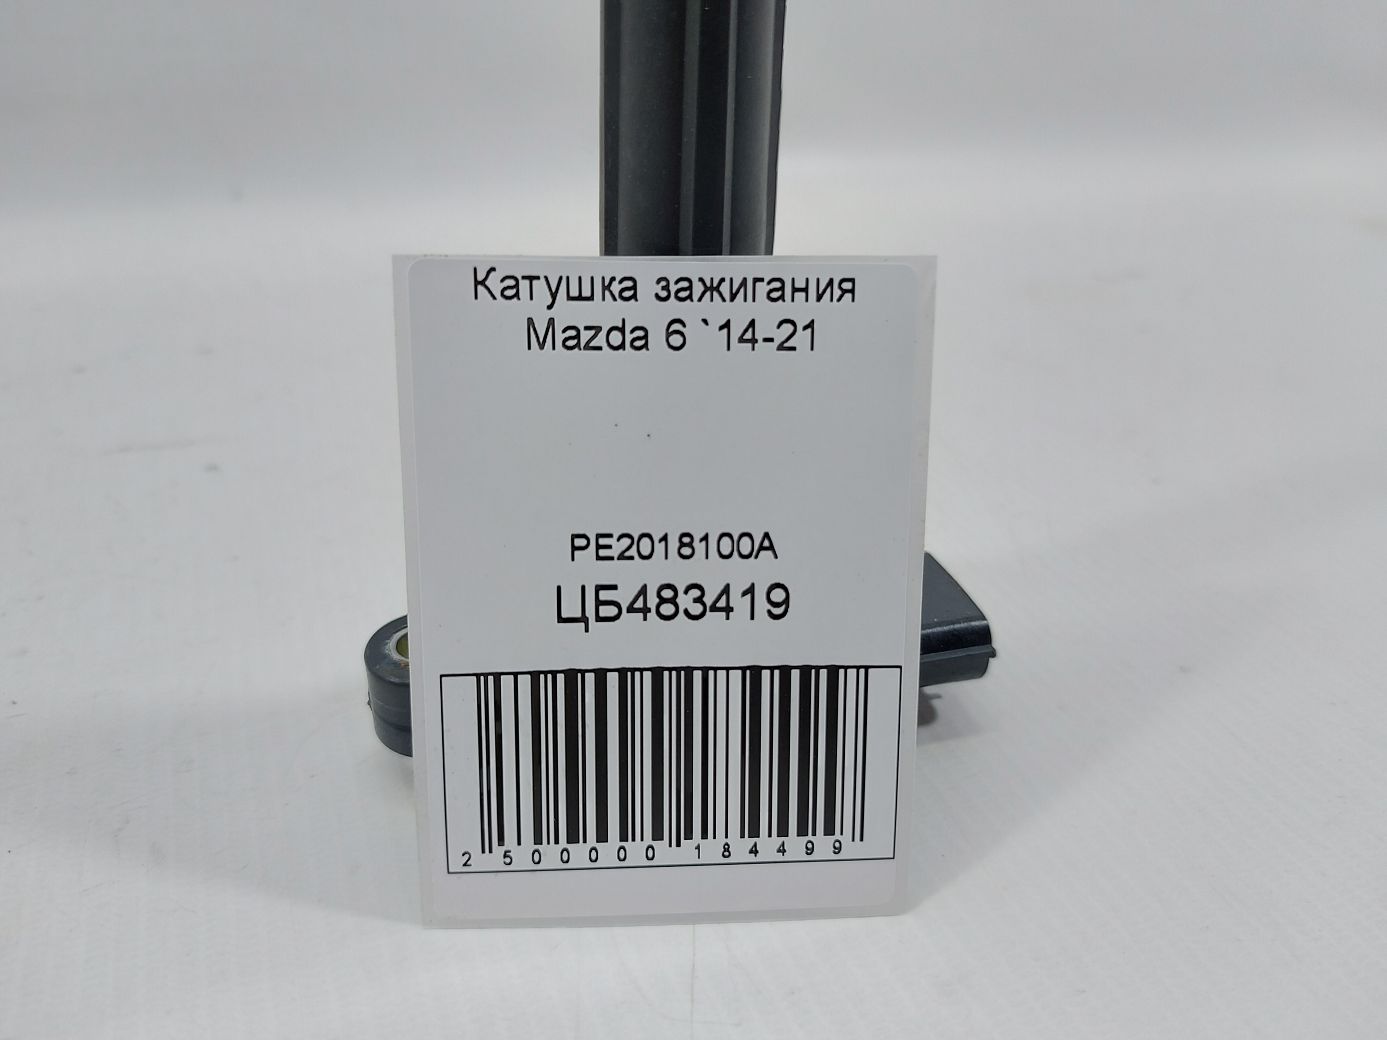 Катушка зажигания
Mazda 6 `14-21
PE2018100A
ЦБ483419
2 500000 184499